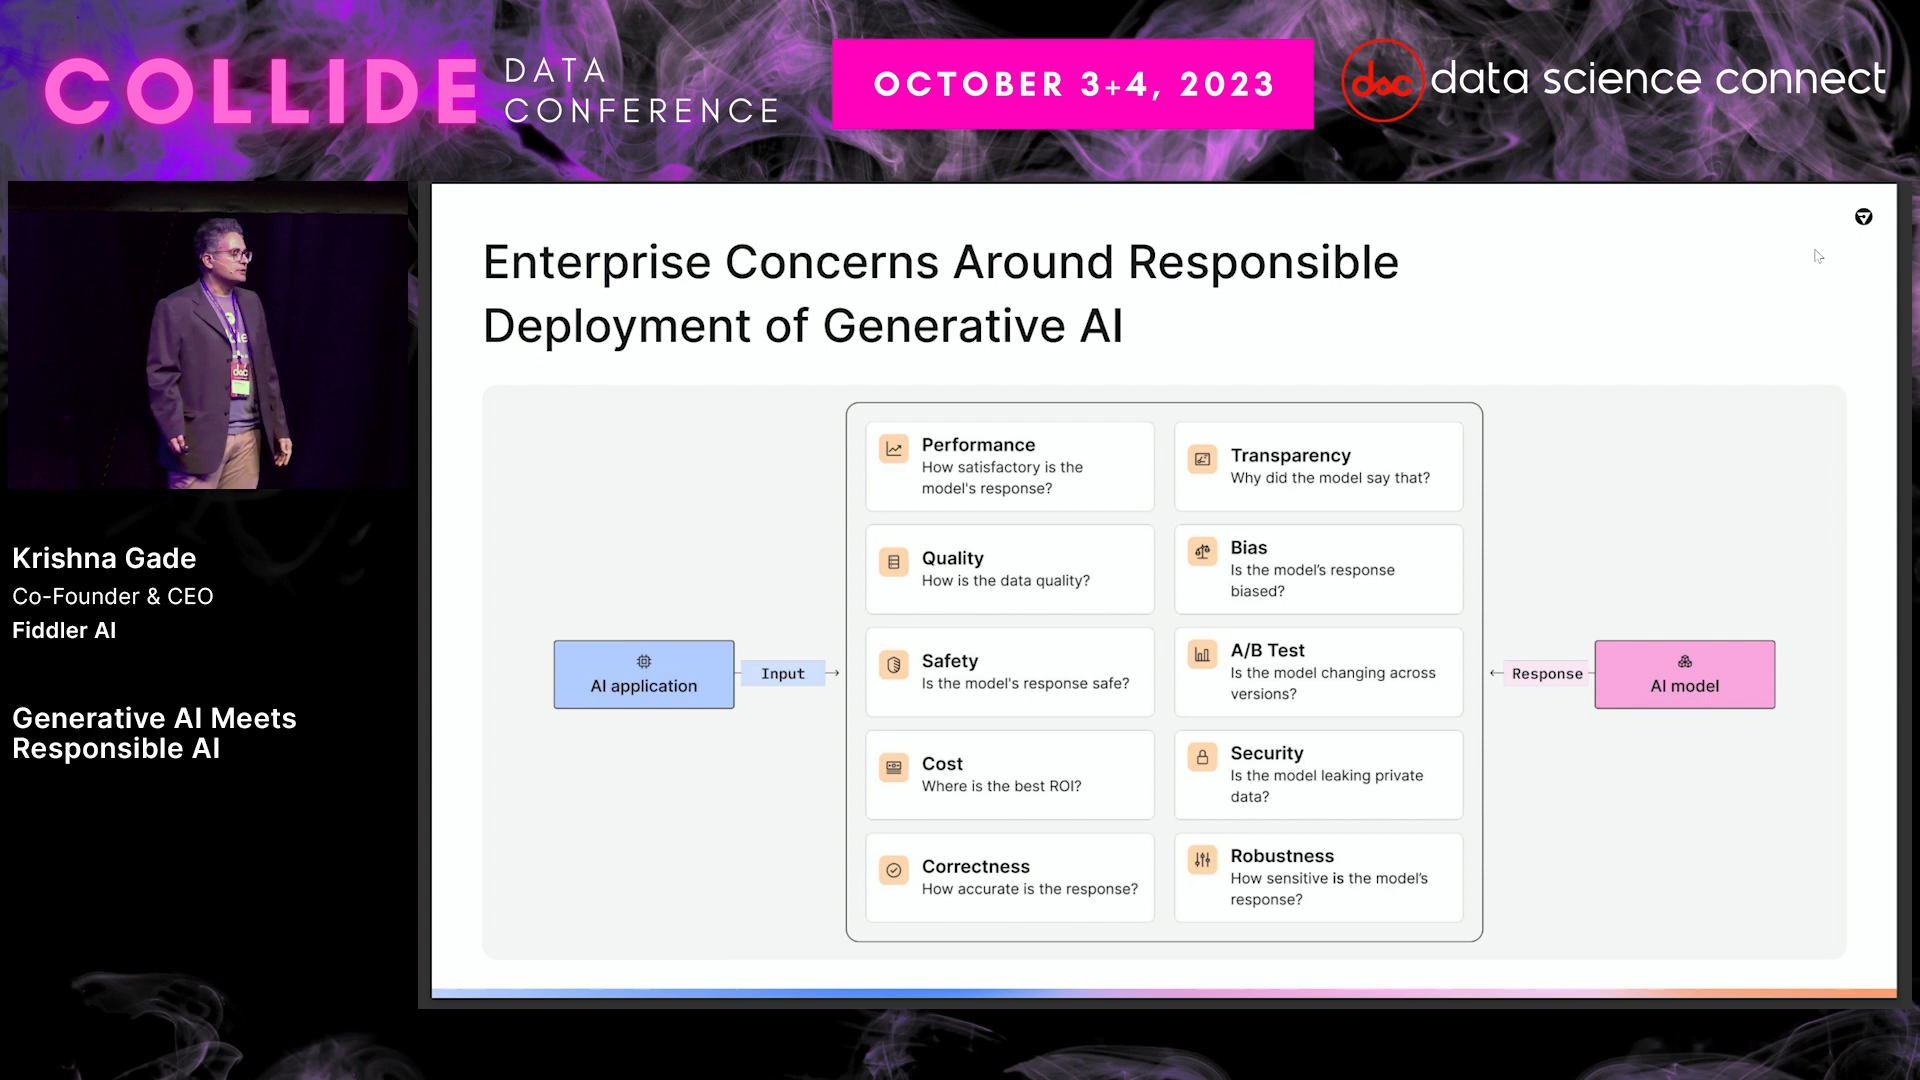 COLLIDE
DATA
CONFERENCE
OCTOBER 3+4, 2023
dsc
data science connect
Krishna Gade
Co-Founder & CEO
Fiddler AI
Generative AI Meets
Responsible AI
Enterprise Concerns Around Responsible
Deployment of Generative AI
AI application
Input
Performance
How satisfactory is the
model's response?
Quality
How is the data quality?
Safety
Is the model's response safe?
Cost
Where is the best ROI?
Correctness
How accurate is the response?
Transparency
Why did the model say that?
Bias
Is the model’s response
biased?
A/B Test
Is the model changing across
versions?
Security
Is the model leaking private
data?
Robustness
How sensitive is the model’s
response?
Response
AI model